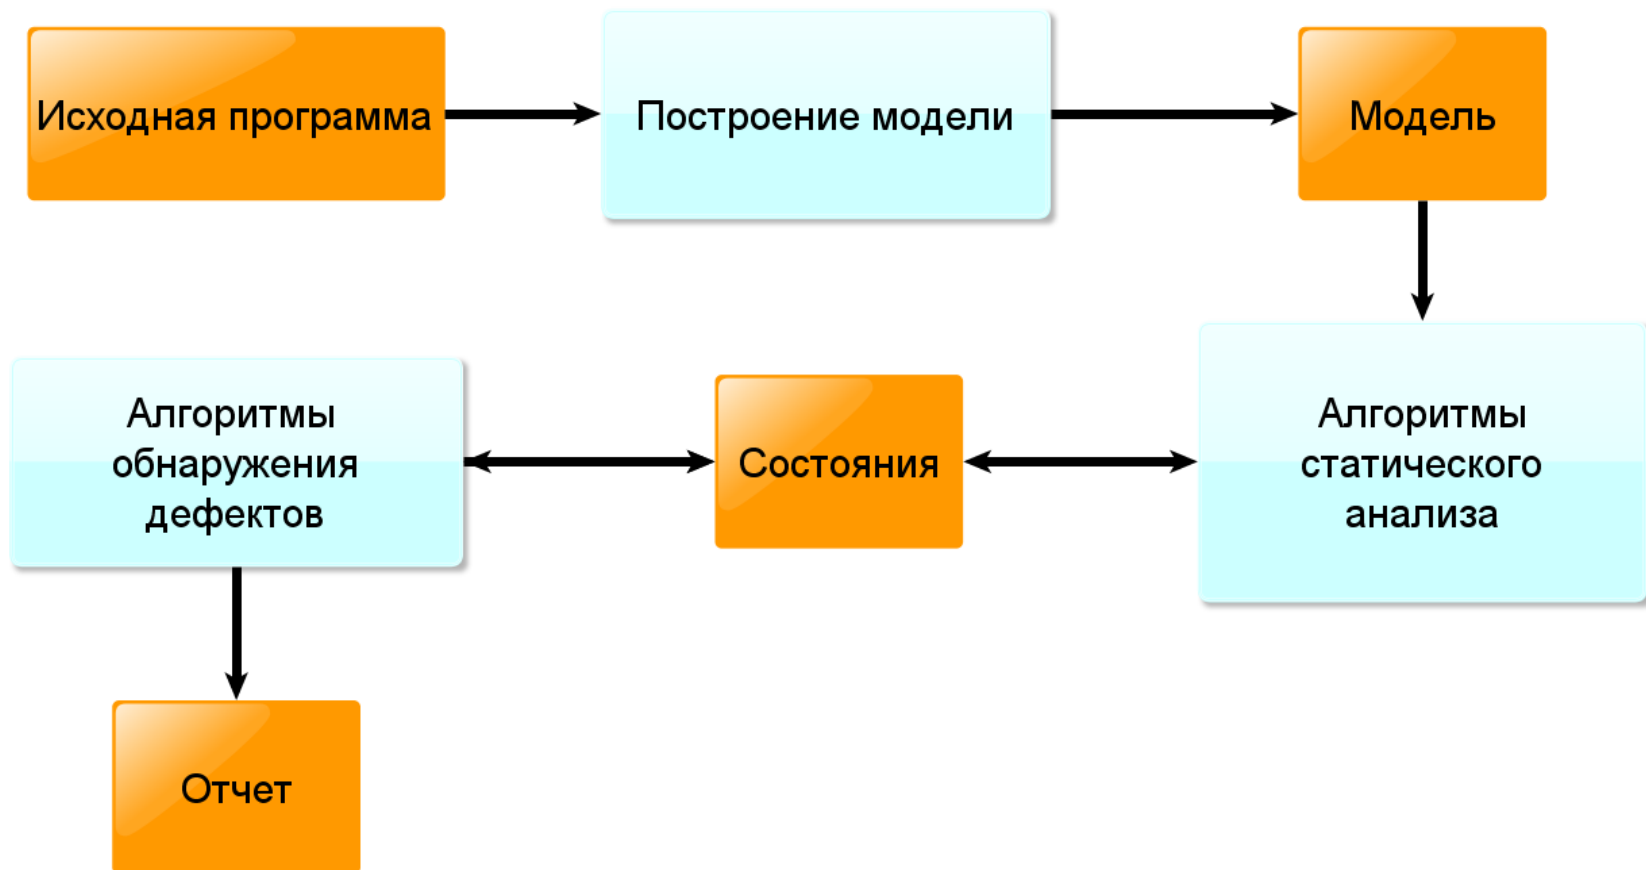 Исходная программа
Построение модели
Модель
Алгоритмы
обнаружения
дефектов
Состояния
Алгоритмы
статического
анализа
Отчет